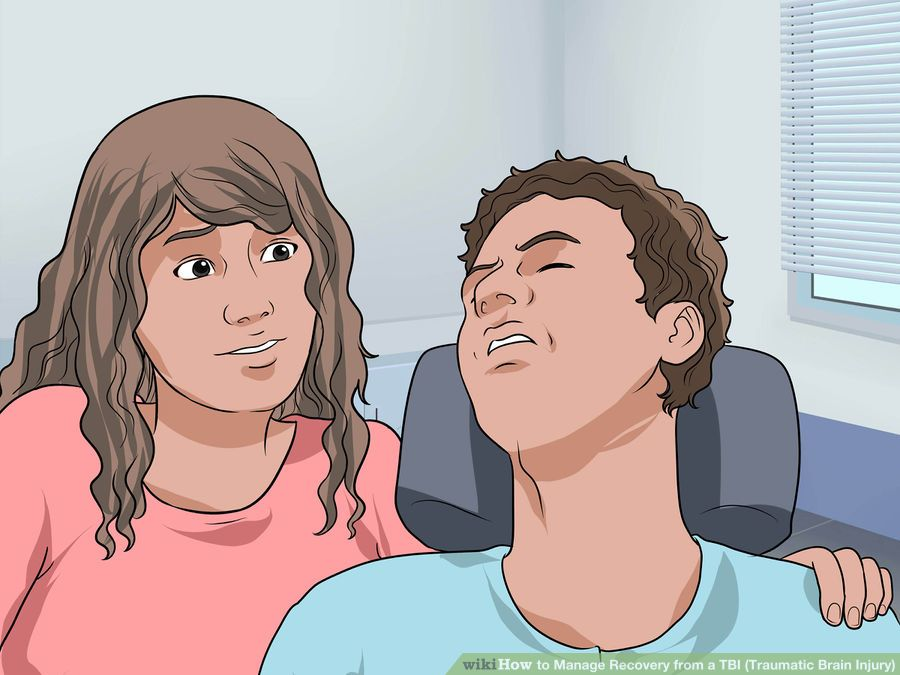 wikiHow to Manage Recovery from a TBI (Traumatic Brain Injury)